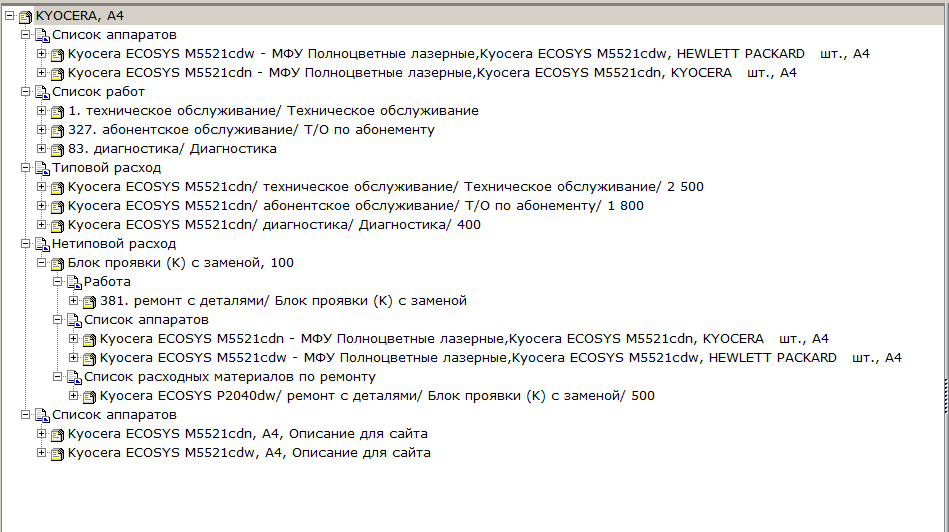 KYOCERA, A4
Список аппаратов
Kyocera ECOSYS M5521cdw - МФУ Полноцветные лазерные,Kyocera ECOSYS M5521cdw, HEWLETT PACKARD шт., A4
Kyocera ECOSYS M5521cdn - МФУ Полноцветные лазерные,Kyocera ECOSYS M5521cdn, KYOCERA шт., A4
Список работ
1. техническое обслуживание/ Техническое обслуживание
327. абонентское обслуживание/ Т/О по абонементу
83. диагностика/ Диагностика
Типовой расход
Kyocera ECOSYS M5521cdn/ техническое обслуживание/ Техническое обслуживание/ 2 500
Kyocera ECOSYS M5521cdn/ абонентское обслуживание/ Т/О по абонементу/ 1 800
Kyocera ECOSYS M5521cdn/ диагностика/ Диагностика/ 400
Нетиповой расход
Блок проявки (K) с заменой, 100
Работа
381. ремонт с деталями/ Блок проявки (K) с заменой
Список аппаратов
Kyocera ECOSYS M5521cdn - МФУ Полноцветные лазерные,Kyocera ECOSYS M5521cdn, KYOCERA шт., A4
Kyocera ECOSYS M5521cdw - МФУ Полноцветные лазерные,Kyocera ECOSYS M5521cdw, HEWLETT PACKARD шт., A4
Список расходных материалов по ремонту
Kyocera ECOSYS P2040dw/ ремонт с деталями/ Блок проявки (K) с заменой/ 500
Список аппаратов
Kyocera ECOSYS M5521cdn, A4, Описание для сайта
Kyocera ECOSYS M5521cdw, A4, Описание для сайта